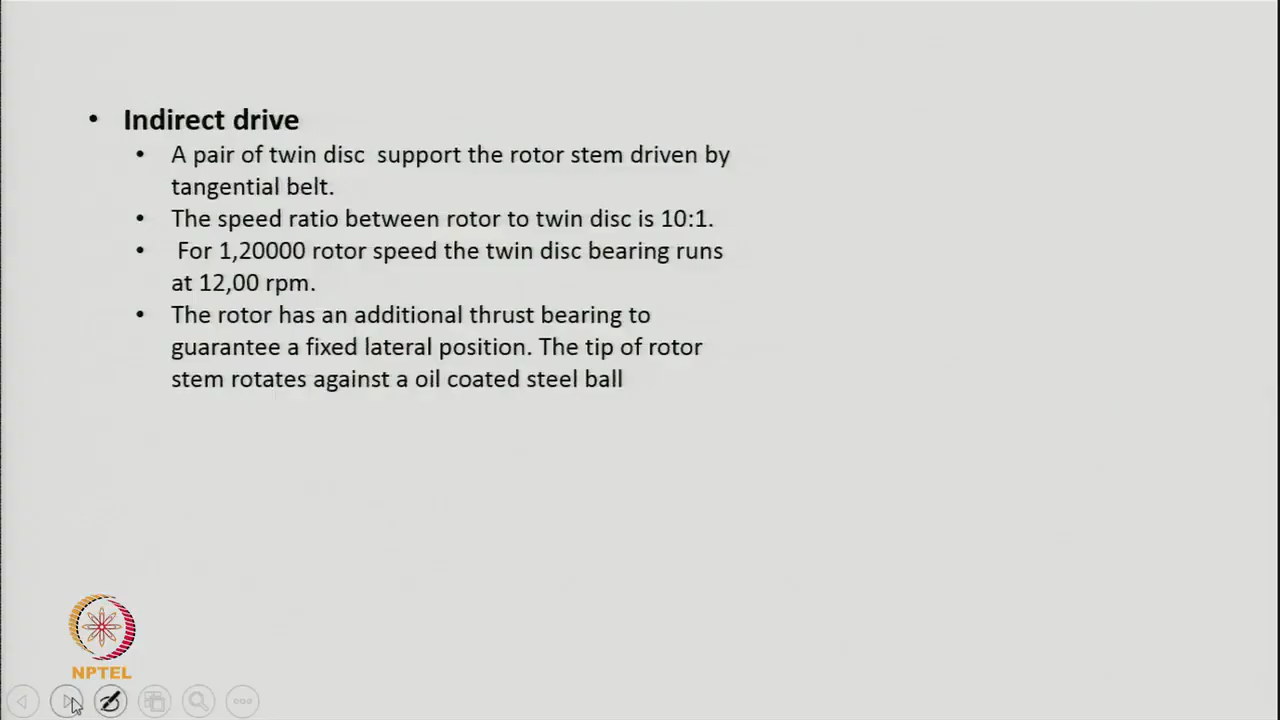 • Indirect drive
• A pair of twin disc support the rotor stem driven by
tangential belt.
• The speed ratio between rotor to twin disc is 10:1.
• For 1,20000 rotor speed the twin disc bearing runs
at 12,00 rpm.
• The rotor has an additional thrust bearing to
guarantee a fixed lateral position. The tip of rotor
stem rotates against a oil coated steel ball
NPTEL